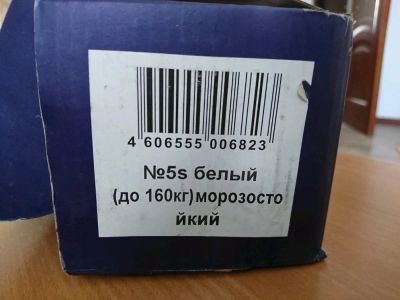 4 606555 006823
№5s белый
(до 160кг)морозосто
йкий